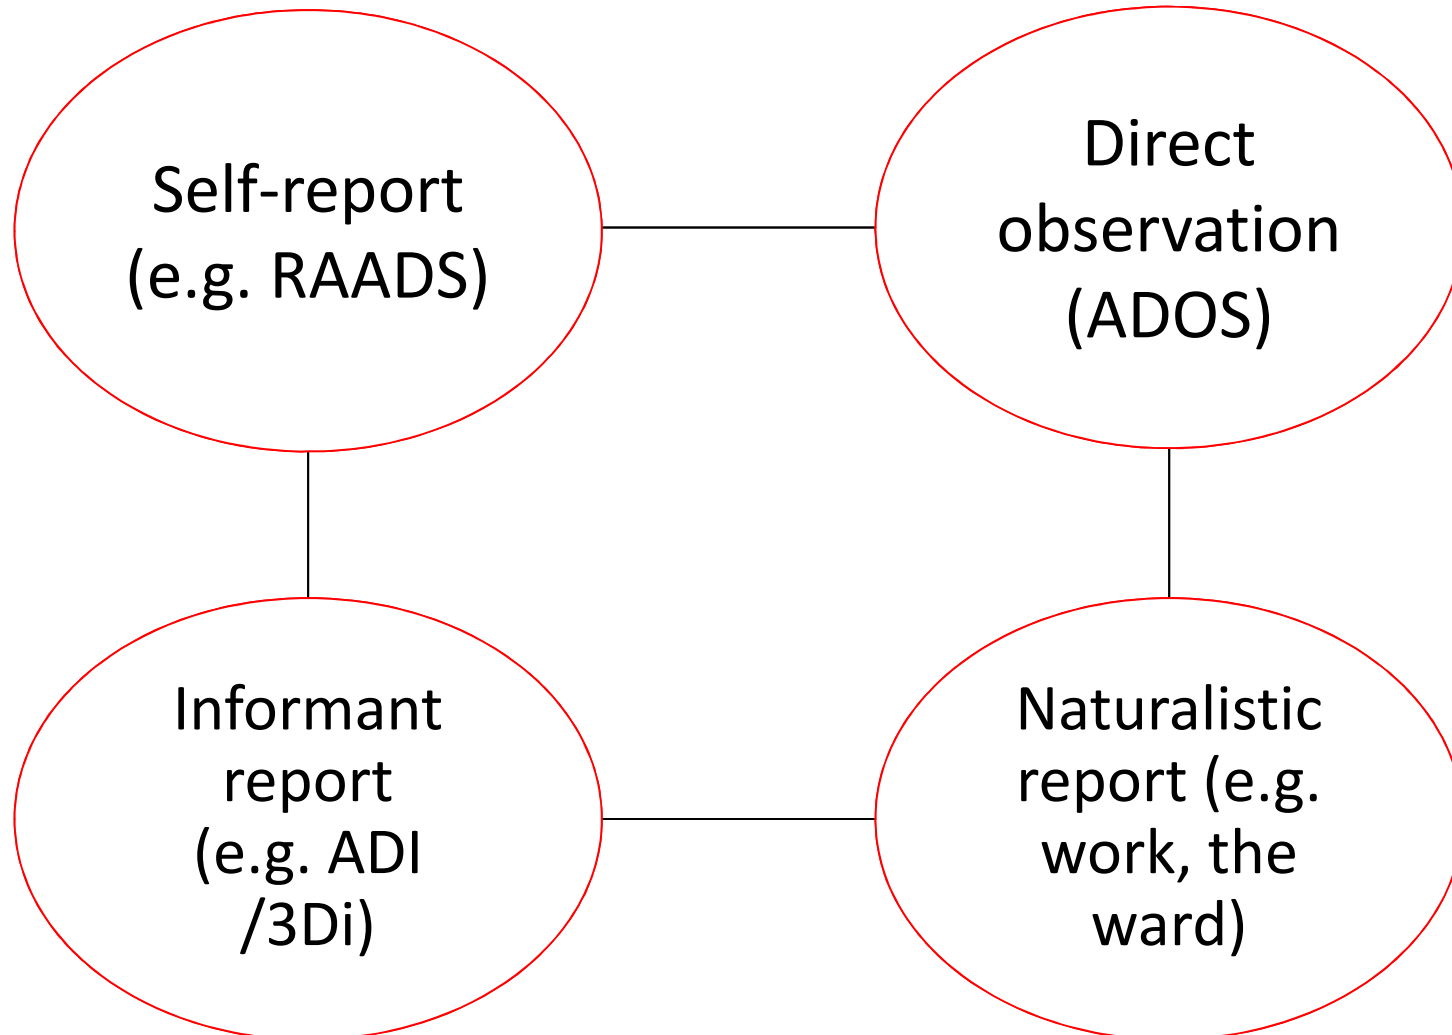 Self-report
(e.g. RAADS)
Direct
observation
(ADOS)
Informant
report
(e.g. ADI
/3Di)
Naturalistic
report (e.g.
work, the
ward)